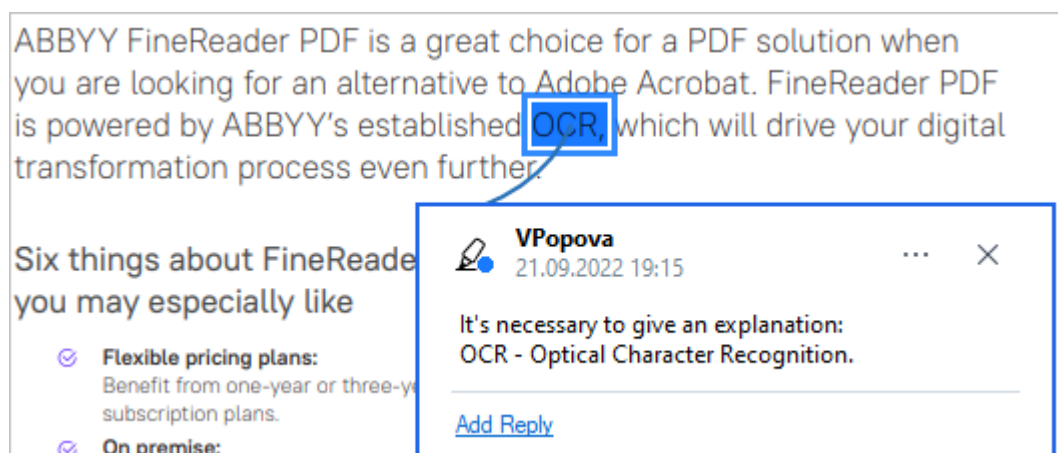 ABBYY FineReader PDF is a great choice for a PDF solution when
you are looking for an alternative to Adobe Acrobat. FineReader PDF
is powered by ABBYY's established OCR, which will drive your digital
transformation process even further.
Six things about FineReade
you may especially like
Flexible pricing plans:
Benefit from one-year or three-ye
subscription plans.
On premise:
VPopova
21.09.2022 19:15
It's necessary to give an explanation:
OCR - Optical Character Recognition.
Add Reply